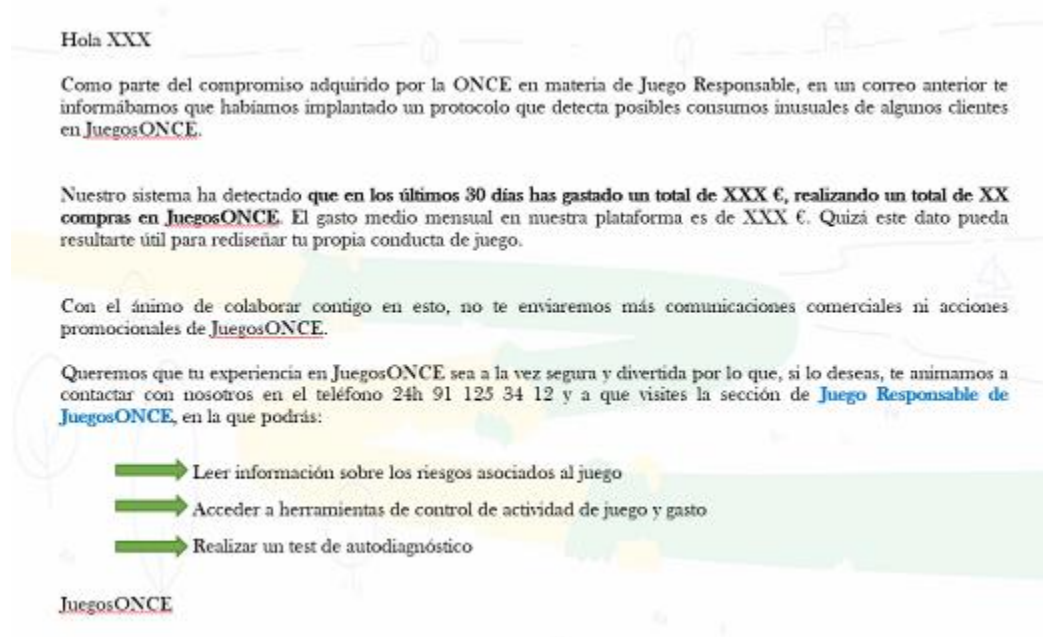 Hola XXX
Como parte del compromiso adquirido por la ONCE en materia de Juego Responsable, en un correo anterior te
informábamos que habíamos implantado un protocolo que detecta posibles consumos inusuales de algunos clientes
en JuegosONCE.
Nuestro sistema ha detectado que en los últimos 30 días has gastado un total de XXX €, realizando un total de XX
compras en JuegosONCE. El gasto medio mensual en nuestra plataforma es de XXX €. Quizá este dato pueda
resultarte útil para rediseñar tu propia conducta de juego.
Con el ánimo de colaborar contigo en esto, no te enviaremos más comunicaciones comerciales ni acciones
promocionales de JuegosONCE.
Queremos que tu experiencia en JuegosONCE sea a la vez segura y divertida por lo que, si lo deseas, te animamos a
contactar con nosotros en el teléfono 24h 91 125 34 12 y a que visites la sección de Juego Responsable de
JuegosONCE, en la que podrás:
Leer información sobre los riesgos asociados al juego
Acceder a herramientas de control de actividad de juego y gasto
Realizar un test de autodiagnóstico
JuegosONCE